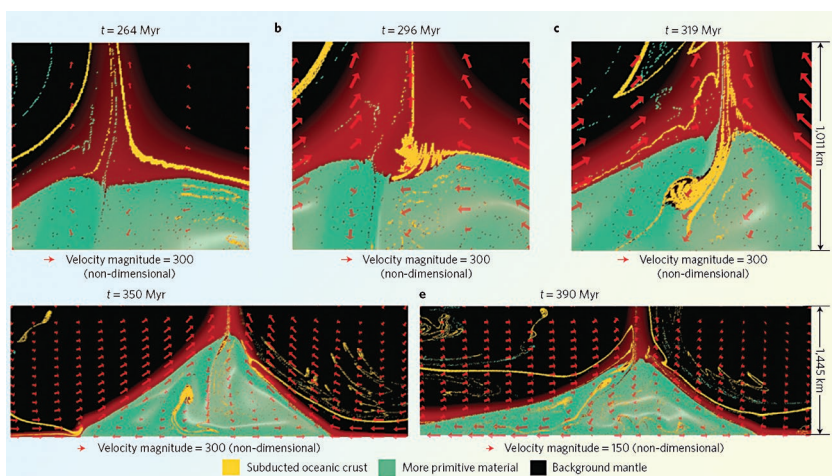 t = 264 Myr
b
t = 296 Myr
c
t = 319 Myr
1,011 km
Velocity magnitude = 300
(non-dimensional)
Velocity magnitude = 300
(non-dimensional)
Velocity magnitude = 300
(non-dimensional)
t = 350 Myr
e
t = 390 Myr
1,445 km
Velocity magnitude = 300 (non-dimensional)
Velocity magnitude = 150 (non-dimensional)
Subducted oceanic crust
More primitive material
Background mantle